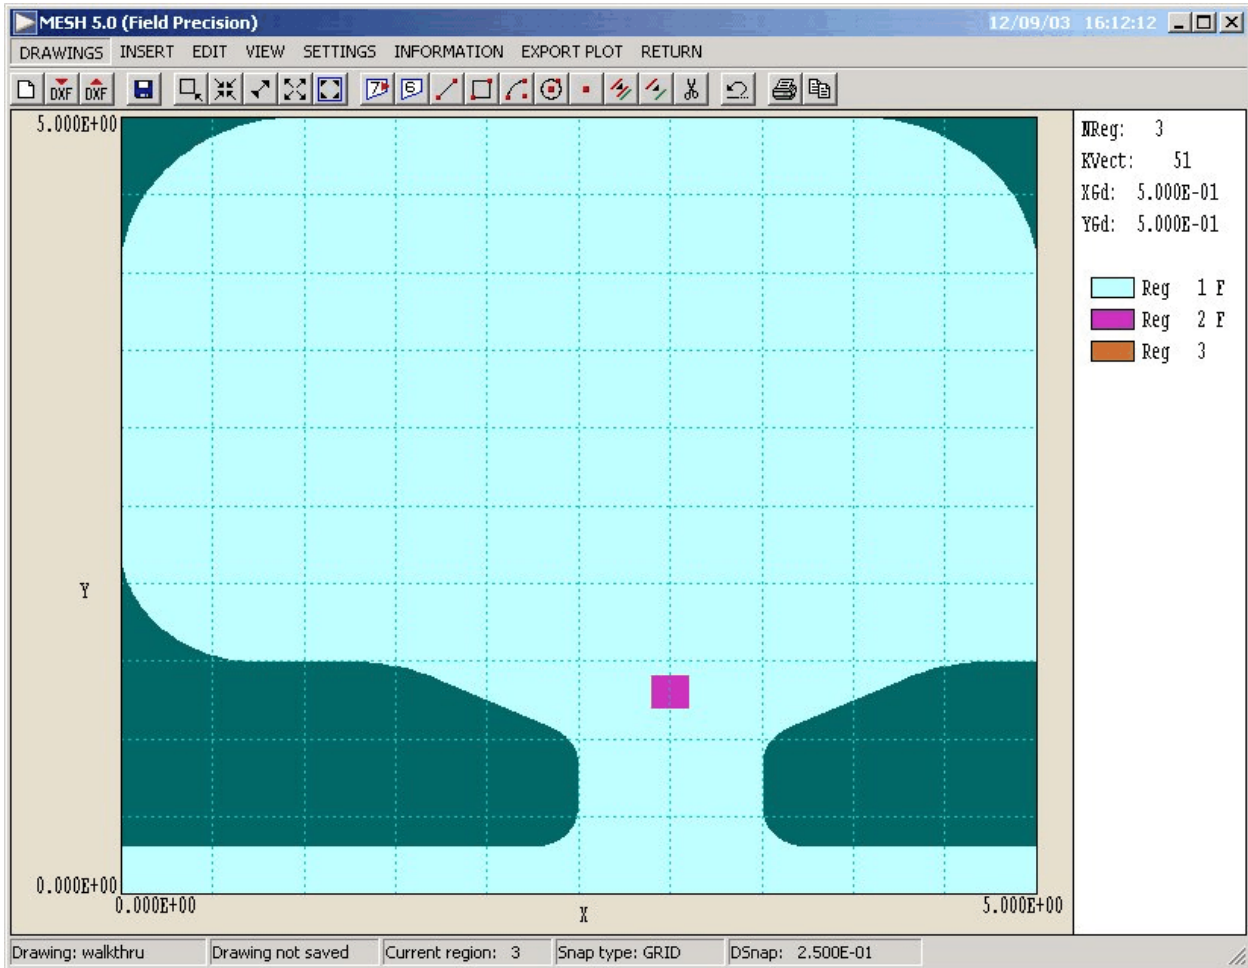 MESH 5.0 (Field Precision) 12/09/03 16:12:12
DRAWINGS INSERT EDIT VIEW SETTINGS INFORMATION EXPORT PLOT RETURN
DXF DXF 7 6
5.000E+00
NReg: 3
KVect: 51
XGd: 5.000E-01
YGd: 5.000E-01
Reg 1 F
Reg 2 F
Reg 3
Y
0.000E+00
0.000E+00 X 5.000E+00
Drawing: walkthru Drawing not saved Current region: 3 Snap type: GRID DSnap: 2.500E-01